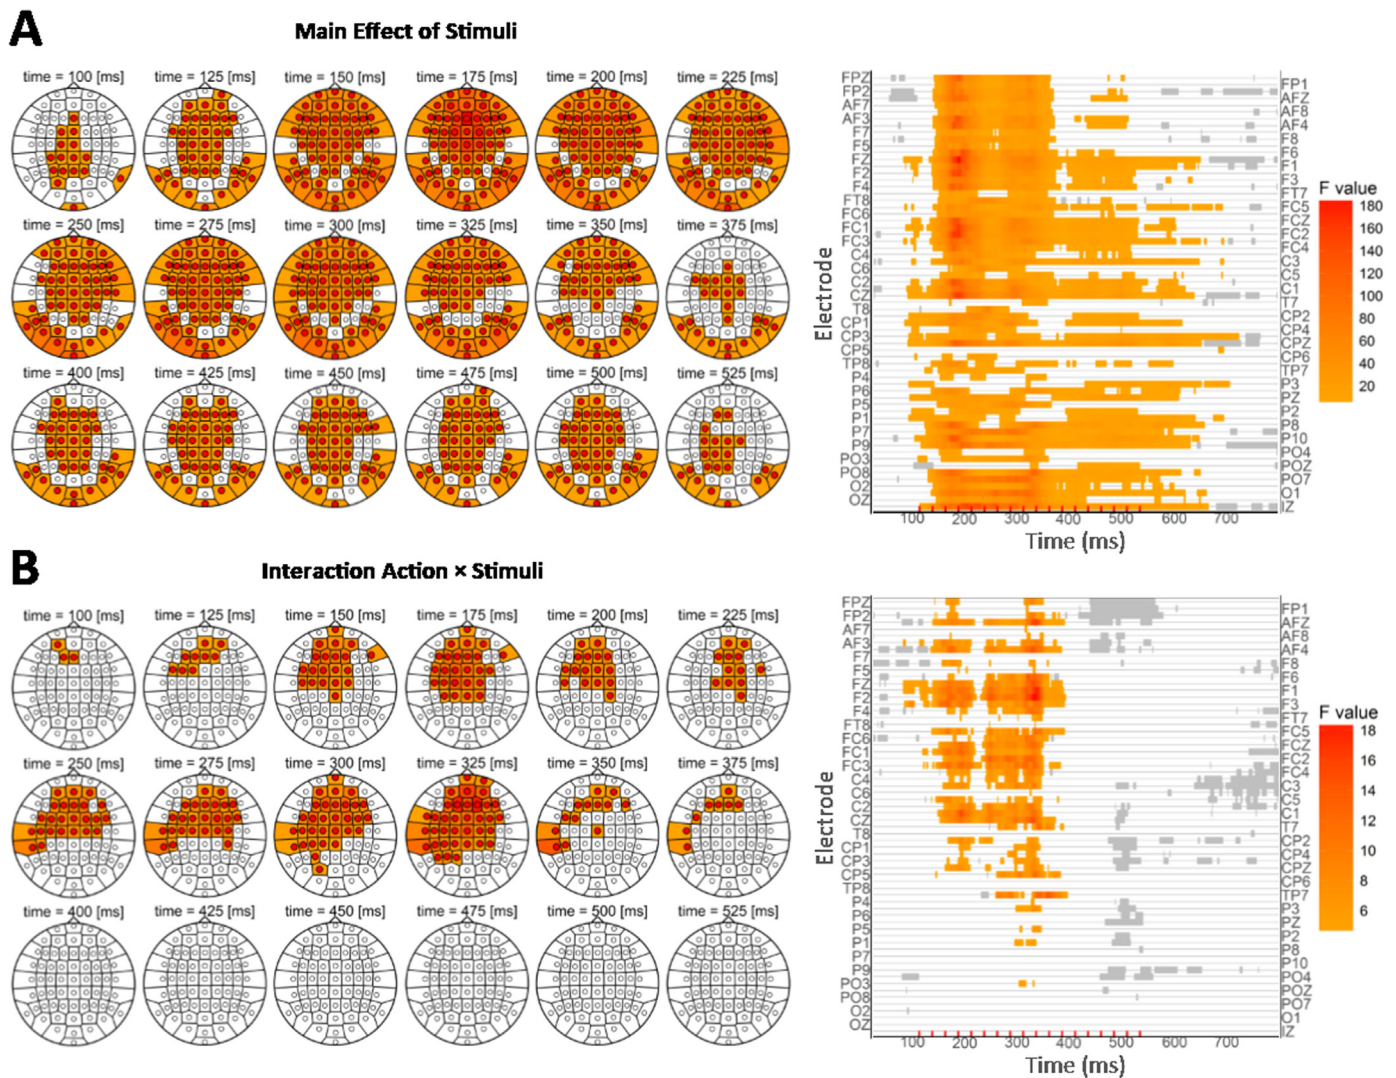 A
Main Effect of Stimuli
time = 100 [ms] time = 125 [ms] time = 150 [ms] time = 175 [ms] time = 200 [ms] time = 225 [ms]
time = 250 [ms] time = 275 [ms] time = 300 [ms] time = 325 [ms] time = 350 [ms] time = 375 [ms]
time = 400 [ms] time = 425 [ms] time = 450 [ms] time = 475 [ms] time = 500 [ms] time = 525 [ms]
Electrode
FPZ
FP1
FP2
AFZ
AF7
AF8
AF3
AF4
F7
F8
F5
F6
FZ
F1
F2
F3
F4
FT7
FT8
FC5
FC6
FCZ
FC1
FC2
FC3
FC4
C4
C3
C6
C5
C2
C1
CZ
T7
T8
CP2
CP1
CP4
CP3
CPZ
CP5
CP6
TP8
TP7
P4
P3
P6
PZ
P5
P2
P1
P8
P7
P10
P9
PO4
PO3
POZ
PO8
PO7
O2
O1
OZ
IZ
100 200 300 400 500 600 700
Time (ms)
F value
180
160
140
120
100
80
60
40
20
B
Interaction Action × Stimuli
time = 100 [ms] time = 125 [ms] time = 150 [ms] time = 175 [ms] time = 200 [ms] time = 225 [ms]
time = 250 [ms] time = 275 [ms] time = 300 [ms] time = 325 [ms] time = 350 [ms] time = 375 [ms]
time = 400 [ms] time = 425 [ms] time = 450 [ms] time = 475 [ms] time = 500 [ms] time = 525 [ms]
Electrode
FPZ
FP1
FP2
AFZ
AF7
AF8
AF3
AF4
F7
F8
F5
F6
FZ
F1
F2
F3
F4
FT7
FT8
FC5
FC6
FCZ
FC1
FC2
FC3
FC4
C4
C3
C6
C5
C2
C1
CZ
T7
T8
CP2
CP1
CP4
CP3
CPZ
CP5
CP6
TP8
TP7
P4
P3
P6
PZ
P5
P2
P1
P8
P7
P10
P9
PO4
PO3
POZ
PO8
PO7
O2
O1
OZ
IZ
100 200 300 400 500 600 700
Time (ms)
F value
18
16
14
12
10
8
6